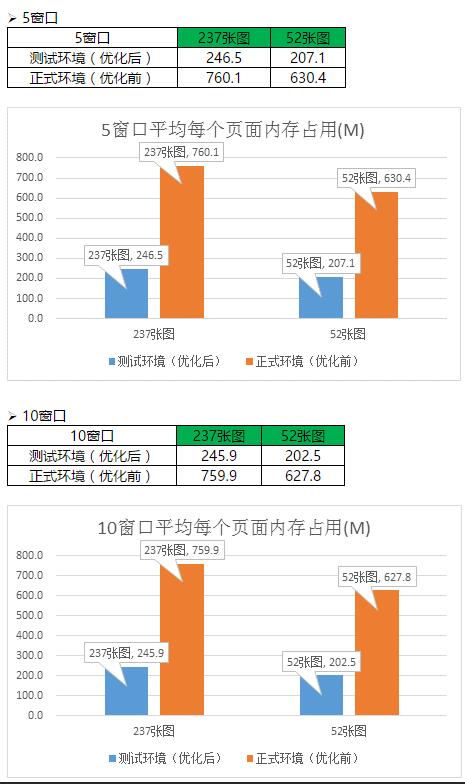 ➢ 5窗口
5窗口 237张图 52张图
测试环境（优化后） 246.5 207.1
正式环境（优化前） 760.1 630.4
5窗口平均每个页面内存占用(M)
800.0
700.0
600.0
500.0
400.0
300.0
200.0
100.0
0.0
237张图, 760.1
52张图, 630.4
237张图, 246.5
52张图, 207.1
237张图 52张图
测试环境（优化后） 正式环境（优化前）
➢ 10窗口
10窗口 237张图 52张图
测试环境（优化后） 245.9 202.5
正式环境（优化前） 759.9 627.8
10窗口平均每个页面内存占用(M)
800.0
700.0
600.0
500.0
400.0
300.0
200.0
100.0
0.0
237张图, 759.9
52张图, 627.8
237张图, 245.9
52张图, 202.5
237张图 52张图
测试环境（优化后） 正式环境（优化前）